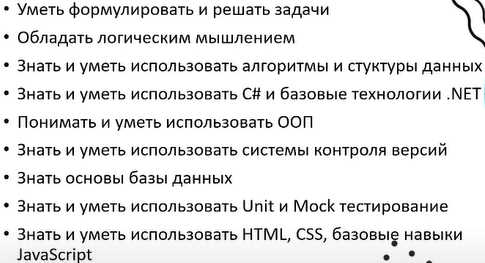 • Уметь формулировать и решать задачи
• Обладать логическим мышлением
• Знать и уметь использовать алгоритмы и стуктуры данных
• Знать и уметь использовать C# и базовые технологии .NET
• Понимать и уметь использовать ООП
• Знать и уметь использовать системы контроля версий
• Знать основы базы данных
• Знать и уметь использовать Unit и Mock тестирование
• Знать и уметь использовать HTML, CSS, базовые навыки
JavaScript